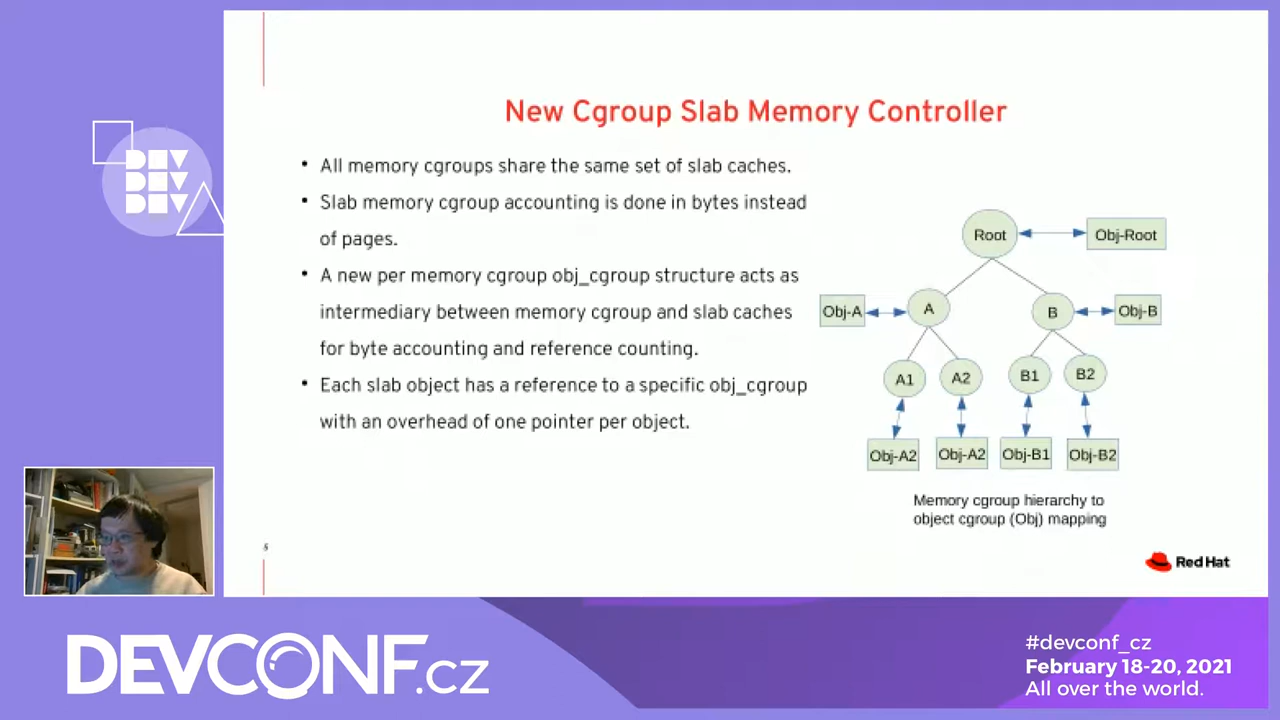 New Cgroup Slab Memory Controller
• All memory cgroups share the same set of slab caches.
• Slab memory cgroup accounting is done in bytes instead
of pages.
• A new per memory cgroup obj_cgroup structure acts as
intermediary between memory cgroup and slab caches
for byte accounting and reference counting.
• Each slab object has a reference to a specific obj_cgroup
with an overhead of one pointer per object.
Root
Obj-Root
Obj-A
A
B
Obj-B
A1
A2
B1
B2
Obj-A2
Obj-A2
Obj-B1
Obj-B2
Memory cgroup hierarchy to
object cgroup (Obj) mapping
Red Hat
DEV
DEV
DEV
DEVCONF.cz
#devconf_cz
February 18-20, 2021
All over the world.